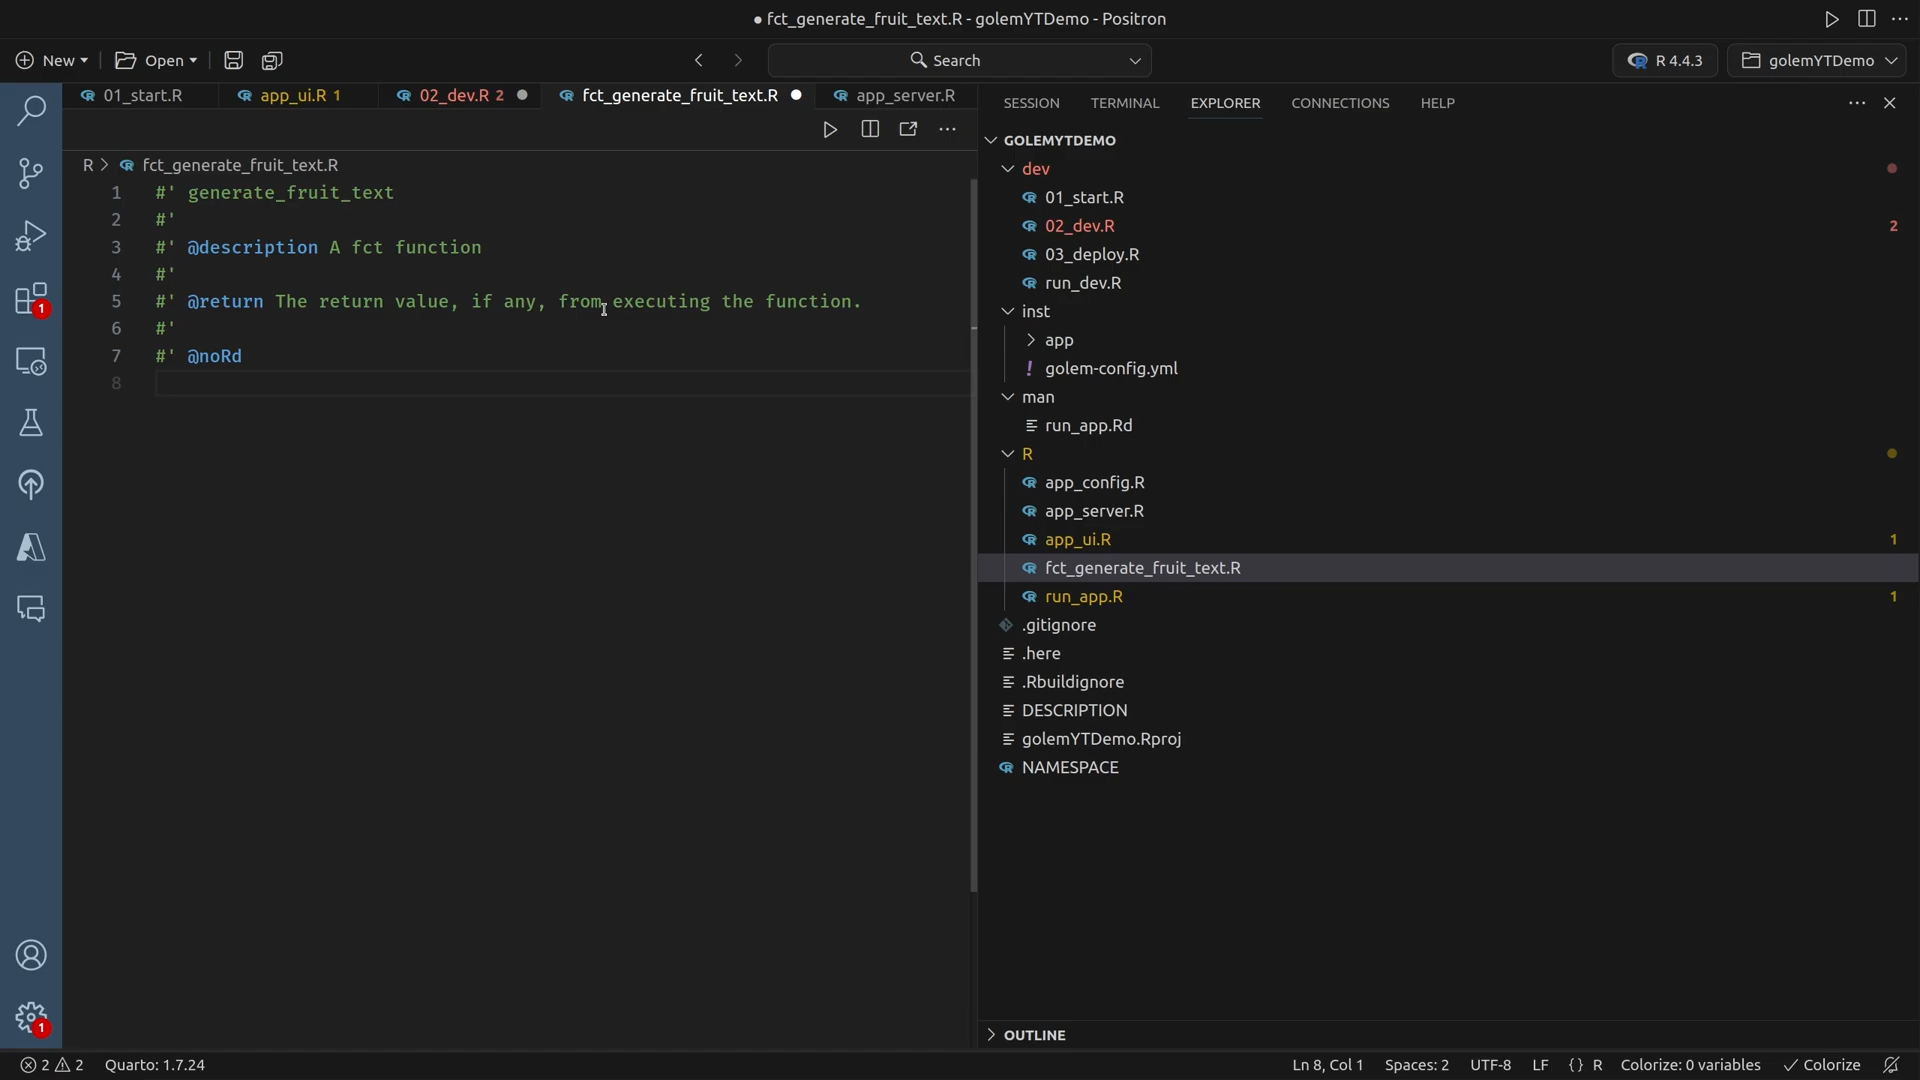 ● fct_generate_fruit_text.R - golemYTDemo - Positron
New Open Search R 4.4.3 golemYTDemo
01_start.R app_ui.R 1 02_dev.R 2 ● fct_generate_fruit_text.R ● app_server.R
SESSION TERMINAL EXPLORER CONNECTIONS HELP
R > fct_generate_fruit_text.R
1 #' generate_fruit_text
2 #'
3 #' @description A fct function
4 #'
5 #' @return The return value, if any, from executing the function.
6 #'
7 #' @noRd
8
GOLEMYTDEMO
dev
01_start.R
02_dev.R 2
03_deploy.R
run_dev.R
inst
app
! golem-config.yml
man
run_app.Rd
R
app_config.R
app_server.R
app_ui.R 1
fct_generate_fruit_text.R
run_app.R 1
.gitignore
.here
.Rbuildignore
DESCRIPTION
golemYTDemo.Rproj
NAMESPACE
OUTLINE
1
1
2 2 Quarto: 1.7.24 Ln 8, Col 1 Spaces: 2 UTF-8 LF {} R Colorize: 0 variables Colorize